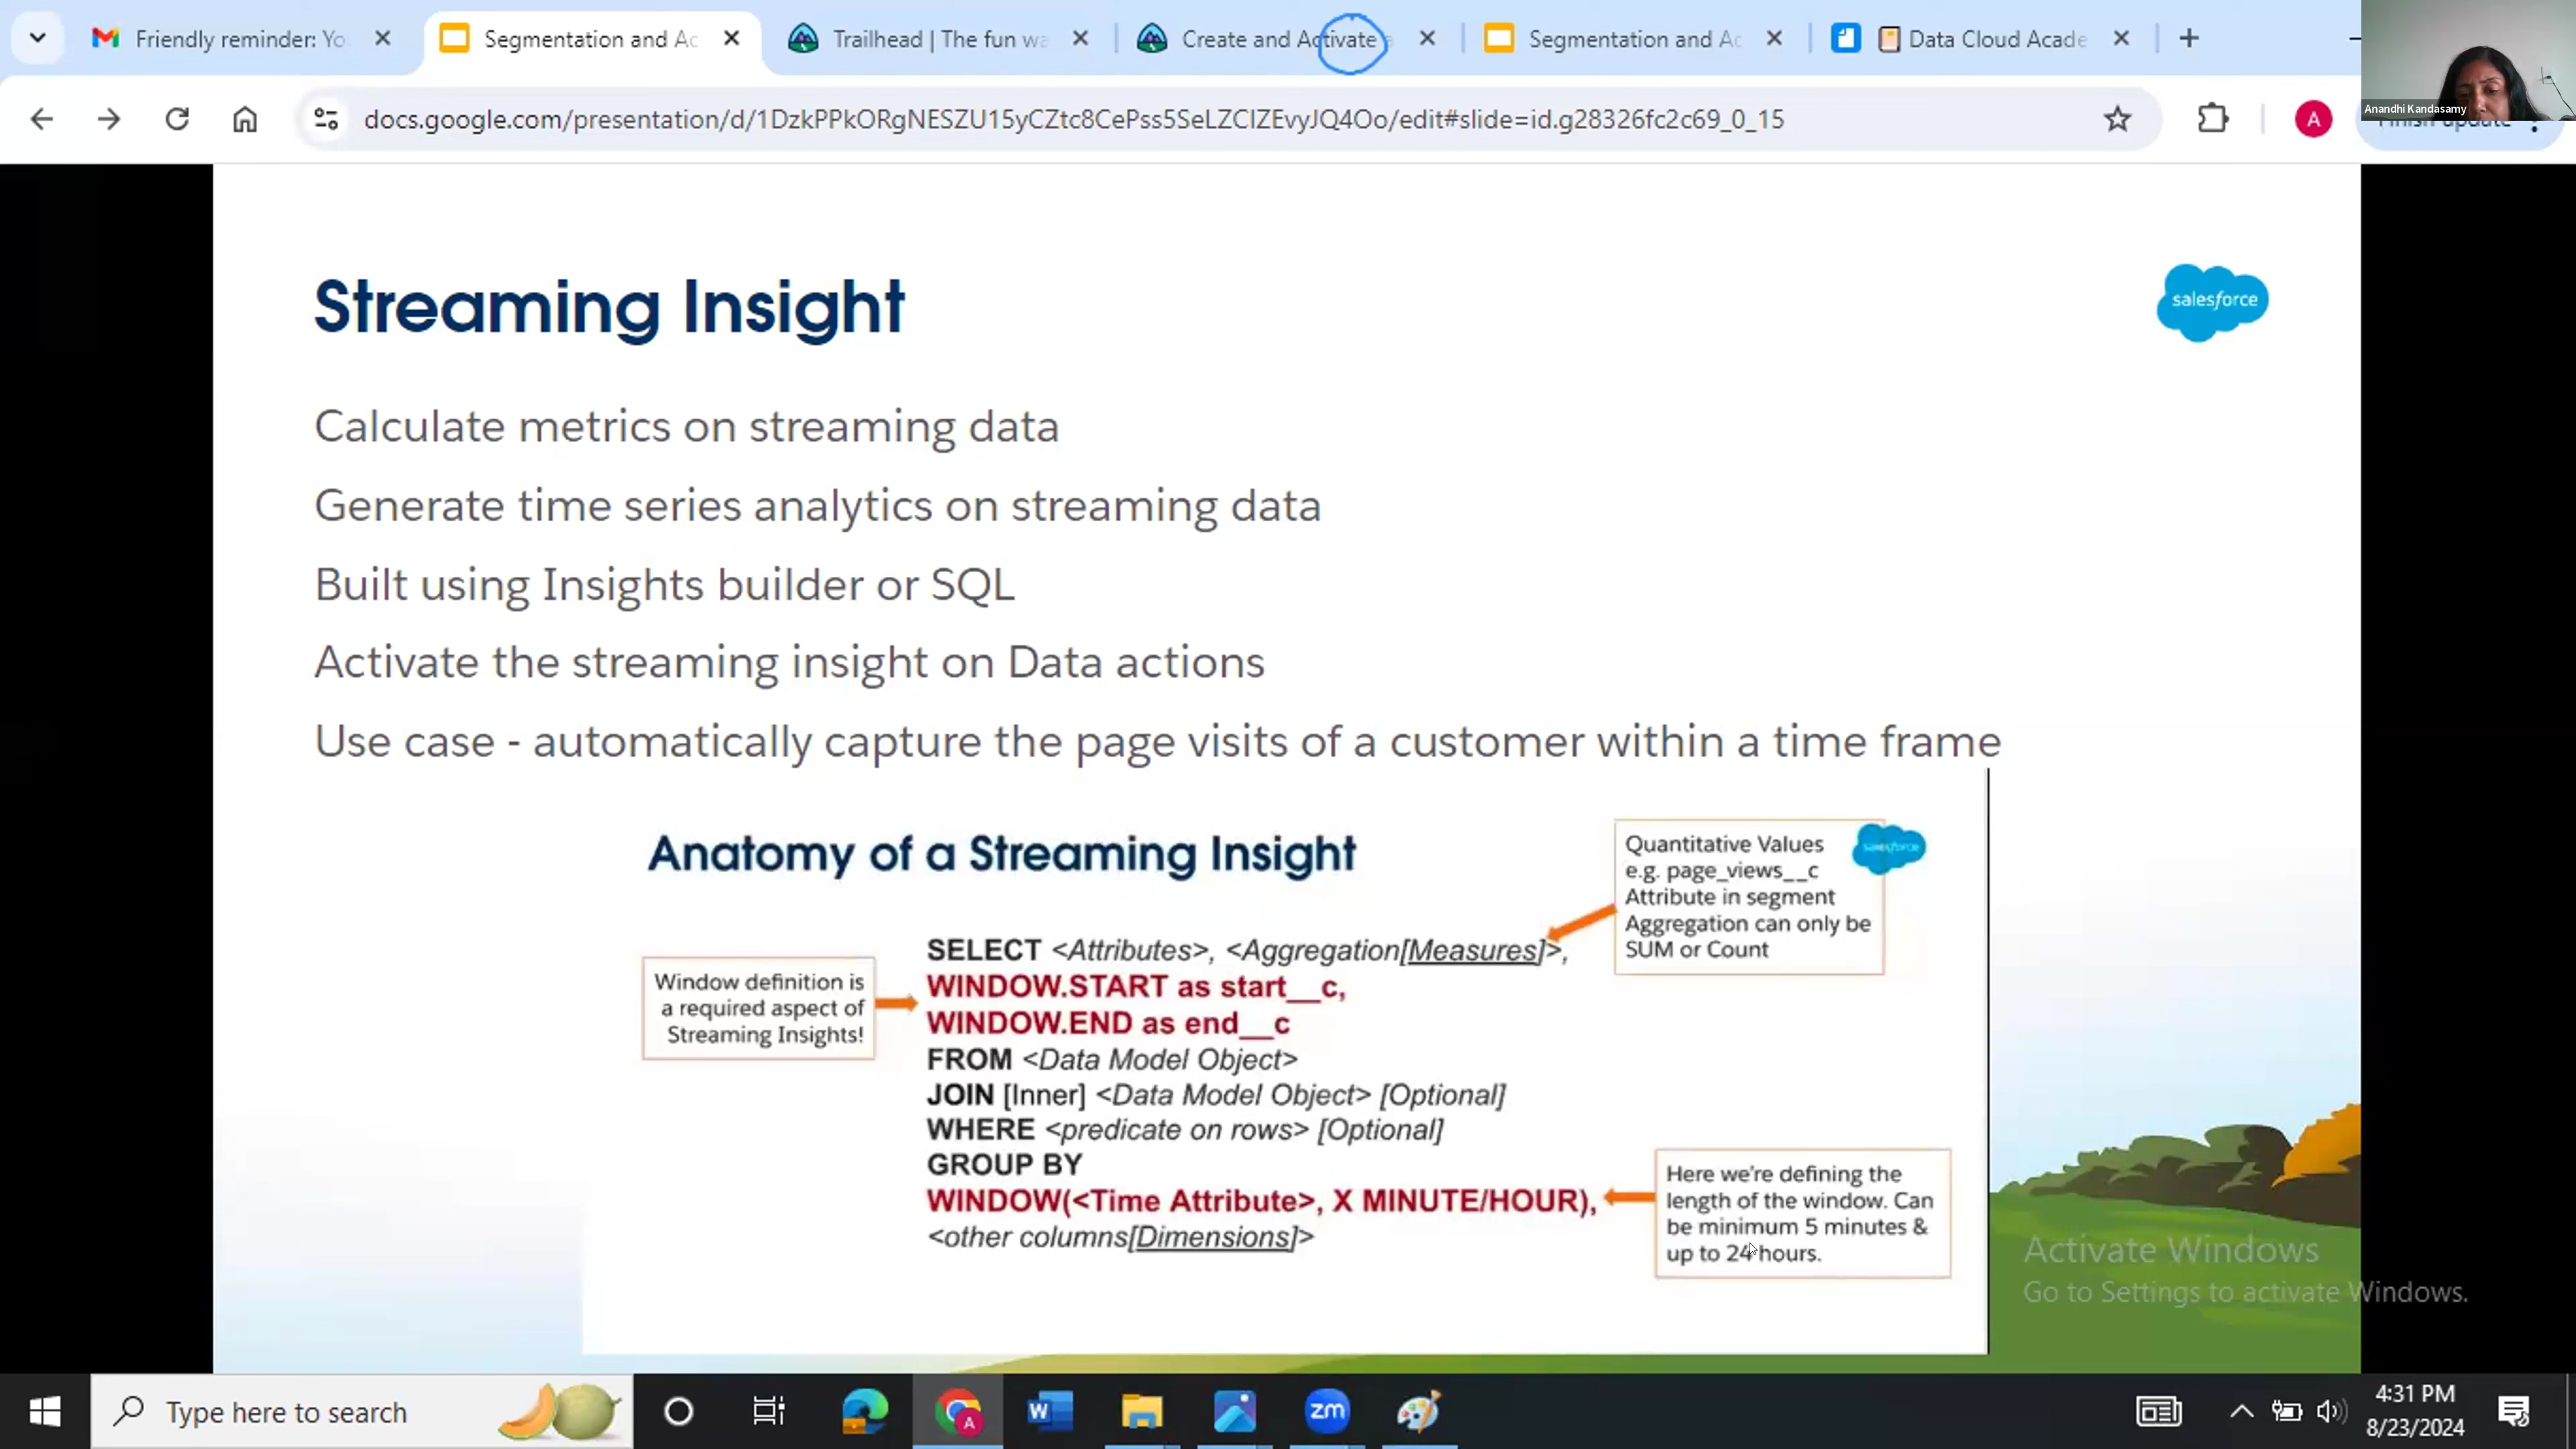 Friendly reminder: Yo
Segmentation and Ac
Trailhead | The fun wa
Create and Activate a
Segmentation and Ac
Data Cloud Acade
Anandhi Kandasamy
docs.google.com/presentation/d/1DzkPPkORgNESZU15yCZtc8CePss5SeLZCIZEvyJQ4Oo/edit#slide=id.g28326fc2c69_0_15
A
Finish update
Streaming Insight
salesforce
Calculate metrics on streaming data
Generate time series analytics on streaming data
Built using Insights builder or SQL
Activate the streaming insight on Data actions
Use case - automatically capture the page visits of a customer within a time frame
Anatomy of a Streaming Insight
Quantitative Values
e.g. page_views__c
Attribute in segment
Aggregation can only be
SUM or Count
salesforce
Window definition is
a required aspect of
Streaming Insights!
SELECT <Attributes>, <Aggregation[Measures]>,
WINDOW.START as start__c,
WINDOW.END as end__c
FROM <Data Model Object>
JOIN [Inner] <Data Model Object> [Optional]
WHERE <predicate on rows> [Optional]
GROUP BY
WINDOW(<Time Attribute>, X MINUTE/HOUR),
<other columns[Dimensions]>
Here we're defining the
length of the window. Can
be minimum 5 minutes &
up to 24 hours.
Activate Windows
Go to Settings to activate Windows.
Type here to search
A
W
zm
4:31 PM
8/23/2024